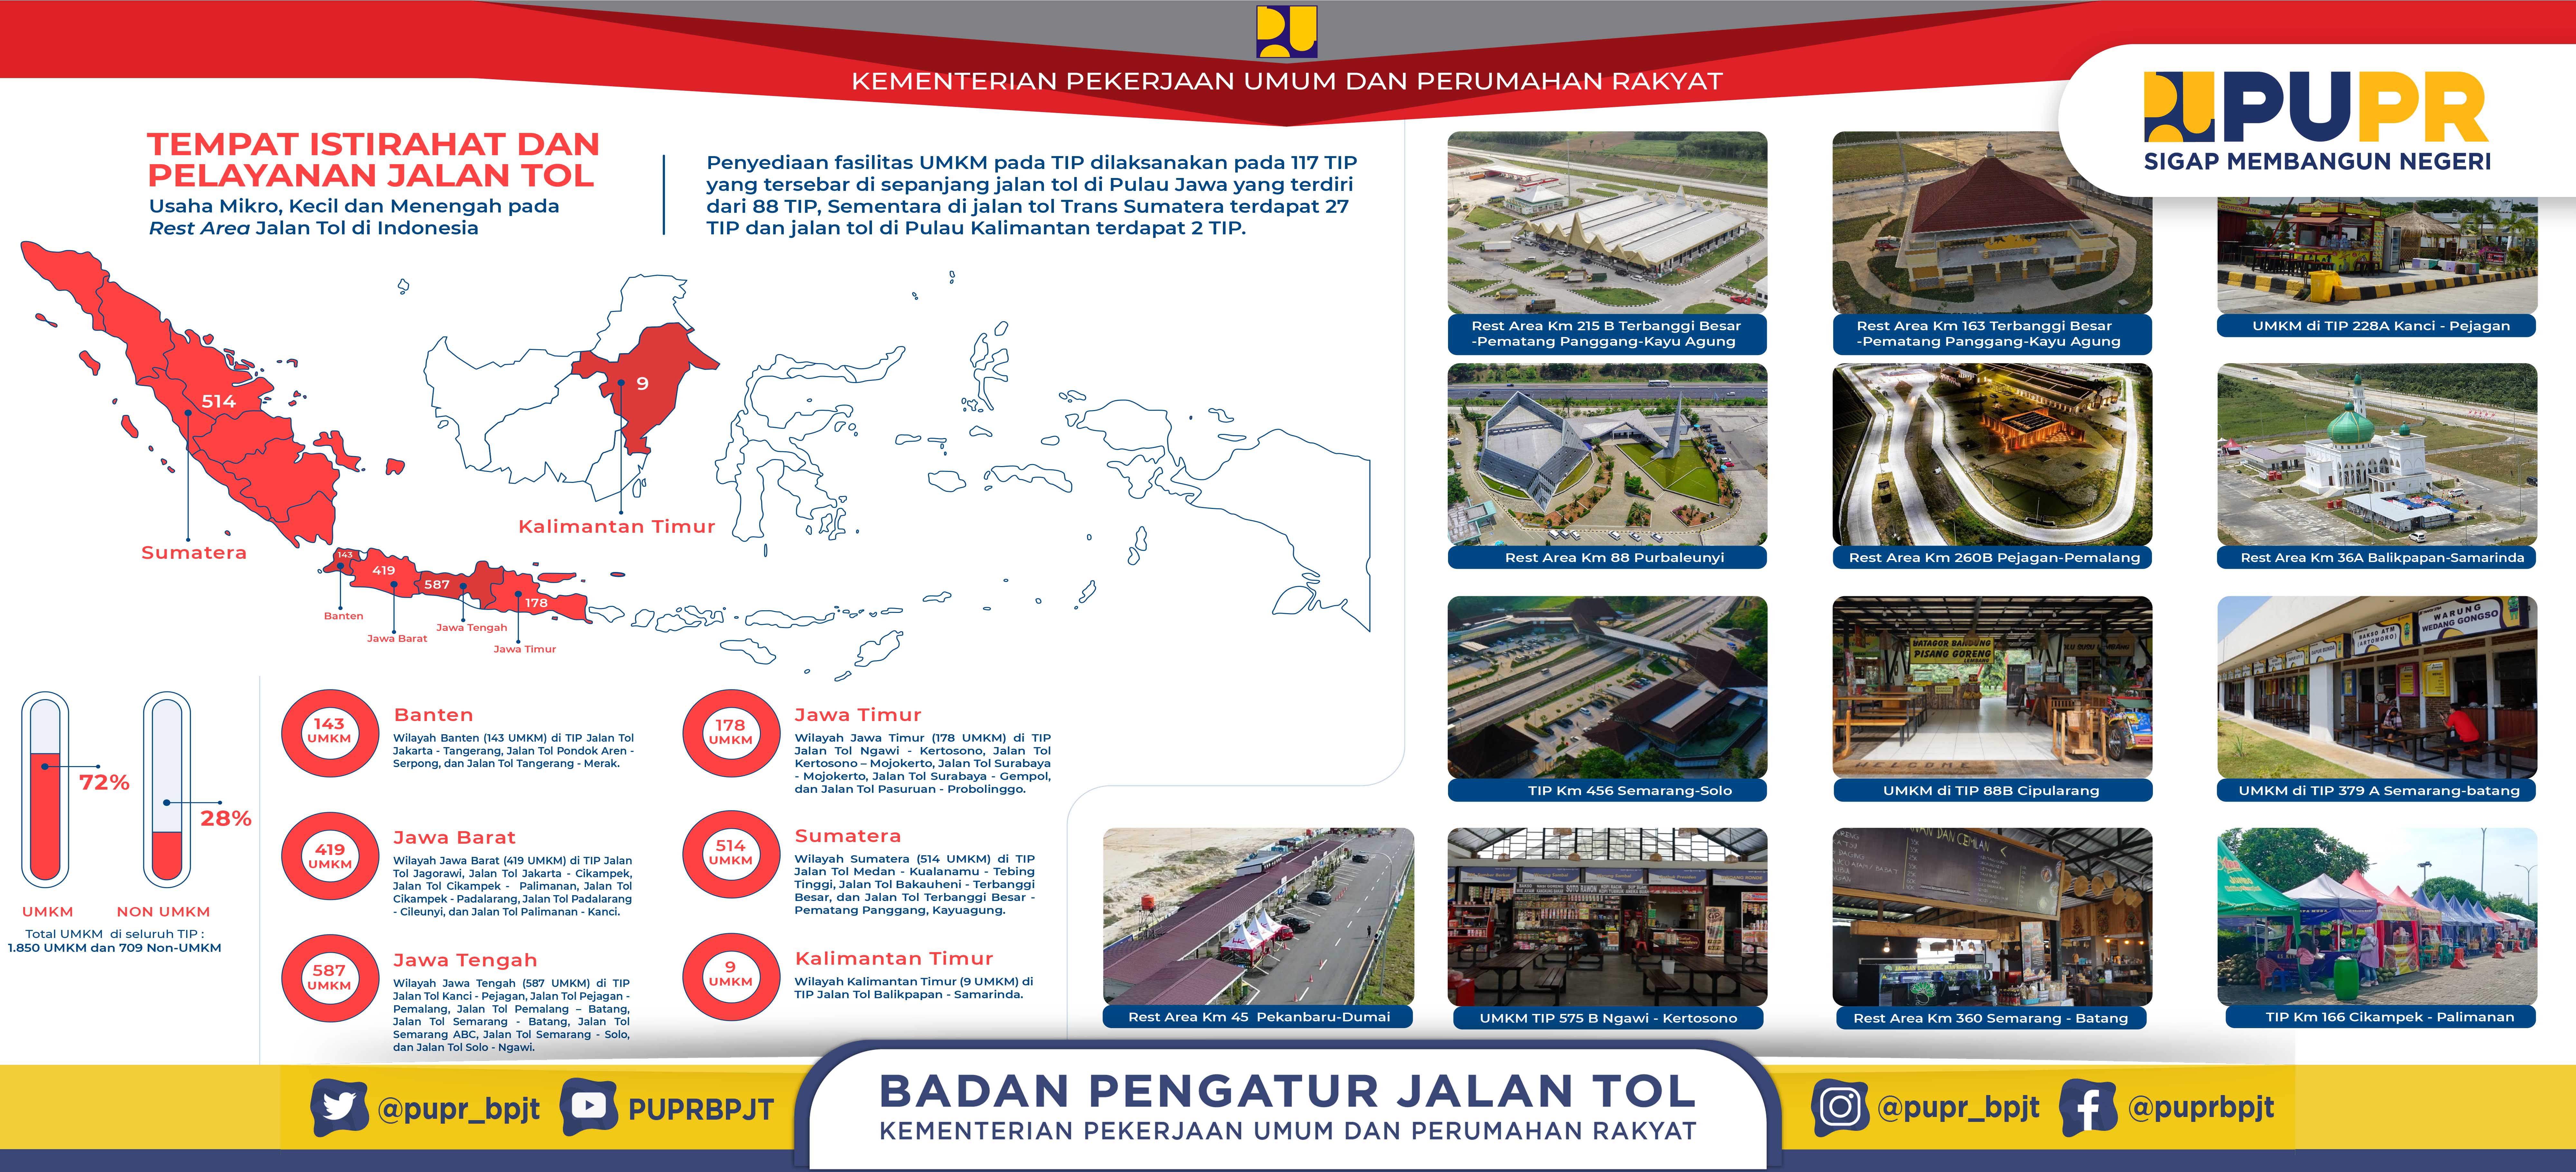 KEMENTERIAN PEKERJAAN UMUM DAN PERUMAHAN RAKYAT
PUPR
SIGAP MEMBANGUN NEGERI
TEMPAT ISTIRAHAT DAN
PELAYANAN JALAN TOL
Usaha Mikro, Kecil dan Menengah pada
Rest Area Jalan Tol di Indonesia
Penyediaan fasilitas UMKM pada TIP dilaksanakan pada 117 TIP
yang tersebar di sepanjang jalan tol di Pulau Jawa yang terdiri
dari 88 TIP, Sementara di jalan tol Trans Sumatera terdapat 27
TIP dan jalan tol di Pulau Kalimantan terdapat 2 TIP.
514
Sumatera
9
Kalimantan Timur
143
Banten
419
Jawa Barat
587
Jawa Tengah
178
Jawa Timur
72%
28%
UMKM
NON UMKM
Total UMKM di seluruh TIP :
1.850 UMKM dan 709 Non-UMKM
143
UMKM
Banten
Wilayah Banten (143 UMKM) di TIP Jalan Tol
Jakarta - Tangerang, Jalan Tol Pondok Aren -
Serpong, dan Jalan Tol Tangerang - Merak.
419
UMKM
Jawa Barat
Wilayah Jawa Barat (419 UMKM) di TIP Jalan
Tol Jagorawi, Jalan Tol Jakarta - Cikampek,
Jalan Tol Cikampek - Palimanan, Jalan Tol
Cikampek - Padalarang, Jalan Tol Padalarang
- Cileunyi, dan Jalan Tol Palimanan - Kanci.
587
UMKM
Jawa Tengah
Wilayah Jawa Tengah (587 UMKM) di TIP
Jalan Tol Kanci - Pejagan, Jalan Tol Pejagan -
Pemalang, Jalan Tol Pemalang – Batang,
Jalan Tol Semarang - Batang, Jalan Tol
Semarang ABC, Jalan Tol Semarang - Solo,
dan Jalan Tol Solo - Ngawi.
178
UMKM
Jawa Timur
Wilayah Jawa Timur (178 UMKM) di TIP
Jalan Tol Ngawi - Kertosono, Jalan Tol
Kertosono – Mojokerto, Jalan Tol Surabaya
- Mojokerto, Jalan Tol Surabaya - Gempol,
dan Jalan Tol Pasuruan - Probolinggo.
514
UMKM
Sumatera
Wilayah Sumatera (514 UMKM) di TIP
Jalan Tol Medan - Kualanamu - Tebing
Tinggi, Jalan Tol Bakauheni - Terbanggi
Besar, dan Jalan Tol Terbanggi Besar -
Pematang Panggang, Kayuagung.
9
UMKM
Kalimantan Timur
Wilayah Kalimantan Timur (9 UMKM) di
TIP Jalan Tol Balikpapan - Samarinda.
Rest Area Km 215 B Terbanggi Besar
-Pematang Panggang-Kayu Agung
Rest Area Km 163 Terbanggi Besar
-Pematang Panggang-Kayu Agung
UMKM di TIP 228A Kanci - Pejagan
Rest Area Km 88 Purbaleunyi
Rest Area Km 260B Pejagan-Pemalang
Rest Area Km 36A Balikpapan-Samarinda
BATAGOR BANDUNG
PISANG GORENG
LEMBANG
WELCOME
BAKSO AYM
(ARTOMORO)
WARUNG
WEDANG GONGSO
TIP Km 456 Semarang-Solo
UMKM di TIP 88B Cipularang
UMKM di TIP 379 A Semarang-batang
SOTO RAWON
Rest Area Km 45 Pekanbaru-Dumai
UMKM TIP 575 B Ngawi - Kertosono
Rest Area Km 360 Semarang - Batang
TIP Km 166 Cikampek - Palimanan
@pupr_bpjt
PUPRBPJT
BADAN PENGATUR JALAN TOL
KEMENTERIAN PEKERJAAN UMUM DAN PERUMAHAN RAKYAT
@pupr_bpjt
@puprbpjt